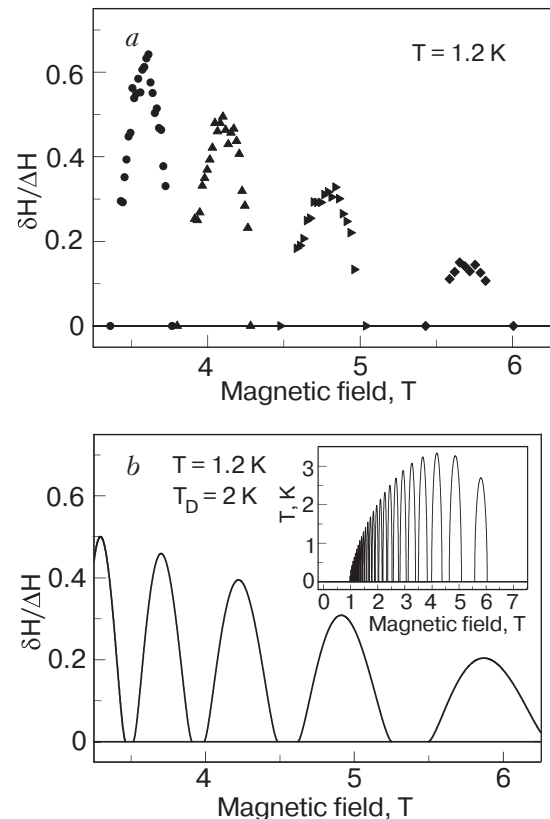 a
T = 1.2 K
0.6
0.4
0.2
0
δH/ΔH
4 5 6
Magnetic field, T
b
T = 1.2 K
T_D = 2 K
0.6
0.4
0.2
0
δH/ΔH
3
2
1
0
T, K
0 1 2 3 4 5 6 7
Magnetic field, T
4 5 6
Magnetic field, T